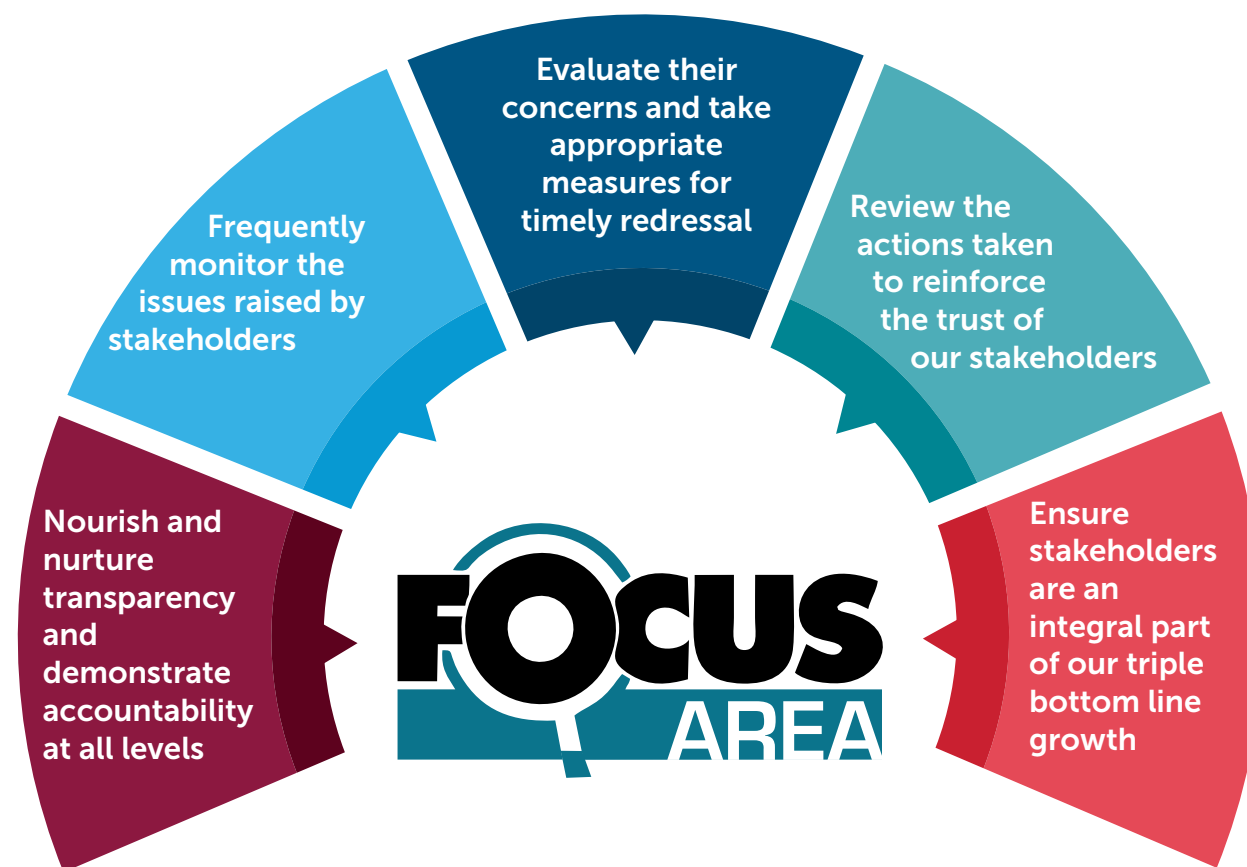 Nourish and
nurture
transparency
and
demonstrate
accountability
at all levels
Frequently
monitor the
issues raised by
stakeholders
Evaluate their
concerns and take
appropriate
measures for
timely redressal
Review the
actions taken
to reinforce
the trust of
our stakeholders
Ensure
stakeholders
are an
integral part
of our triple
bottom line
growth
FOCUS
AREA